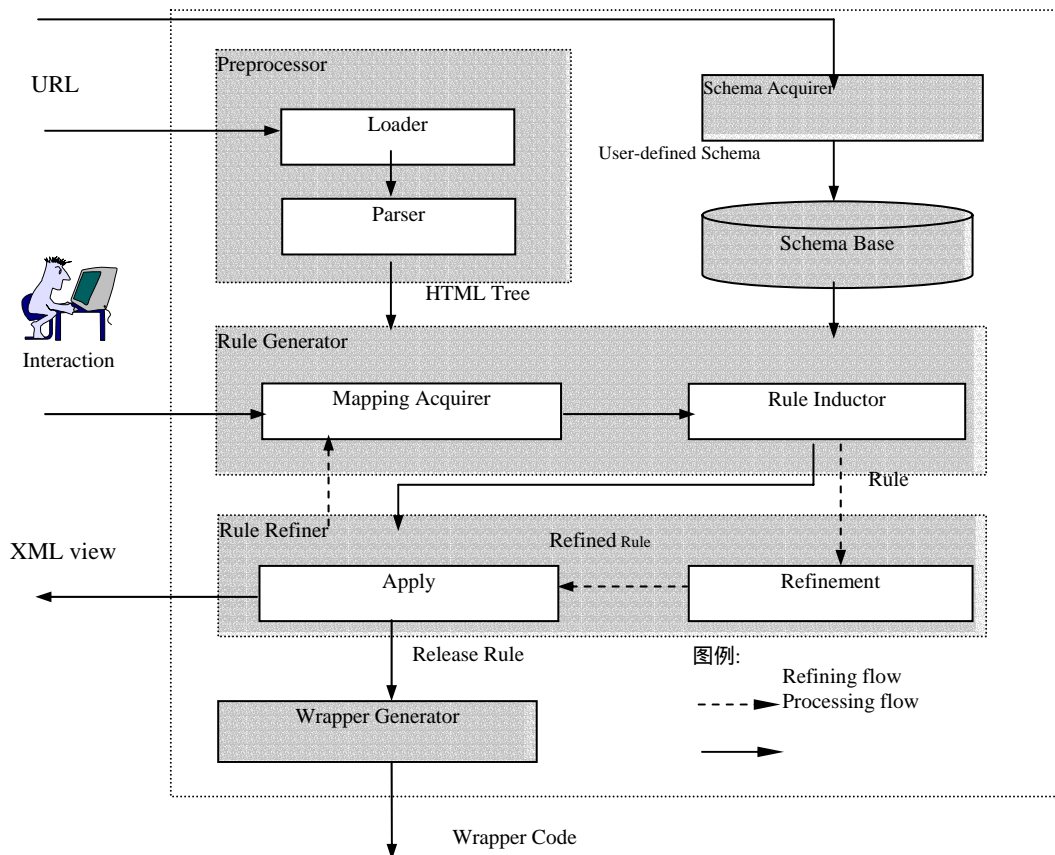 Preprocessor
URL
Schema Acquirer
Loader
User-defined Schema
Parser
Schema Base
HTML Tree
Rule Generator
Interaction
Mapping Acquirer
Rule Inductor
Rule
Rule Refiner
Refined Rule
XML view
Apply
Refinement
Release Rule
图例:
Refining flow
Processing flow
Wrapper Generator
Wrapper Code